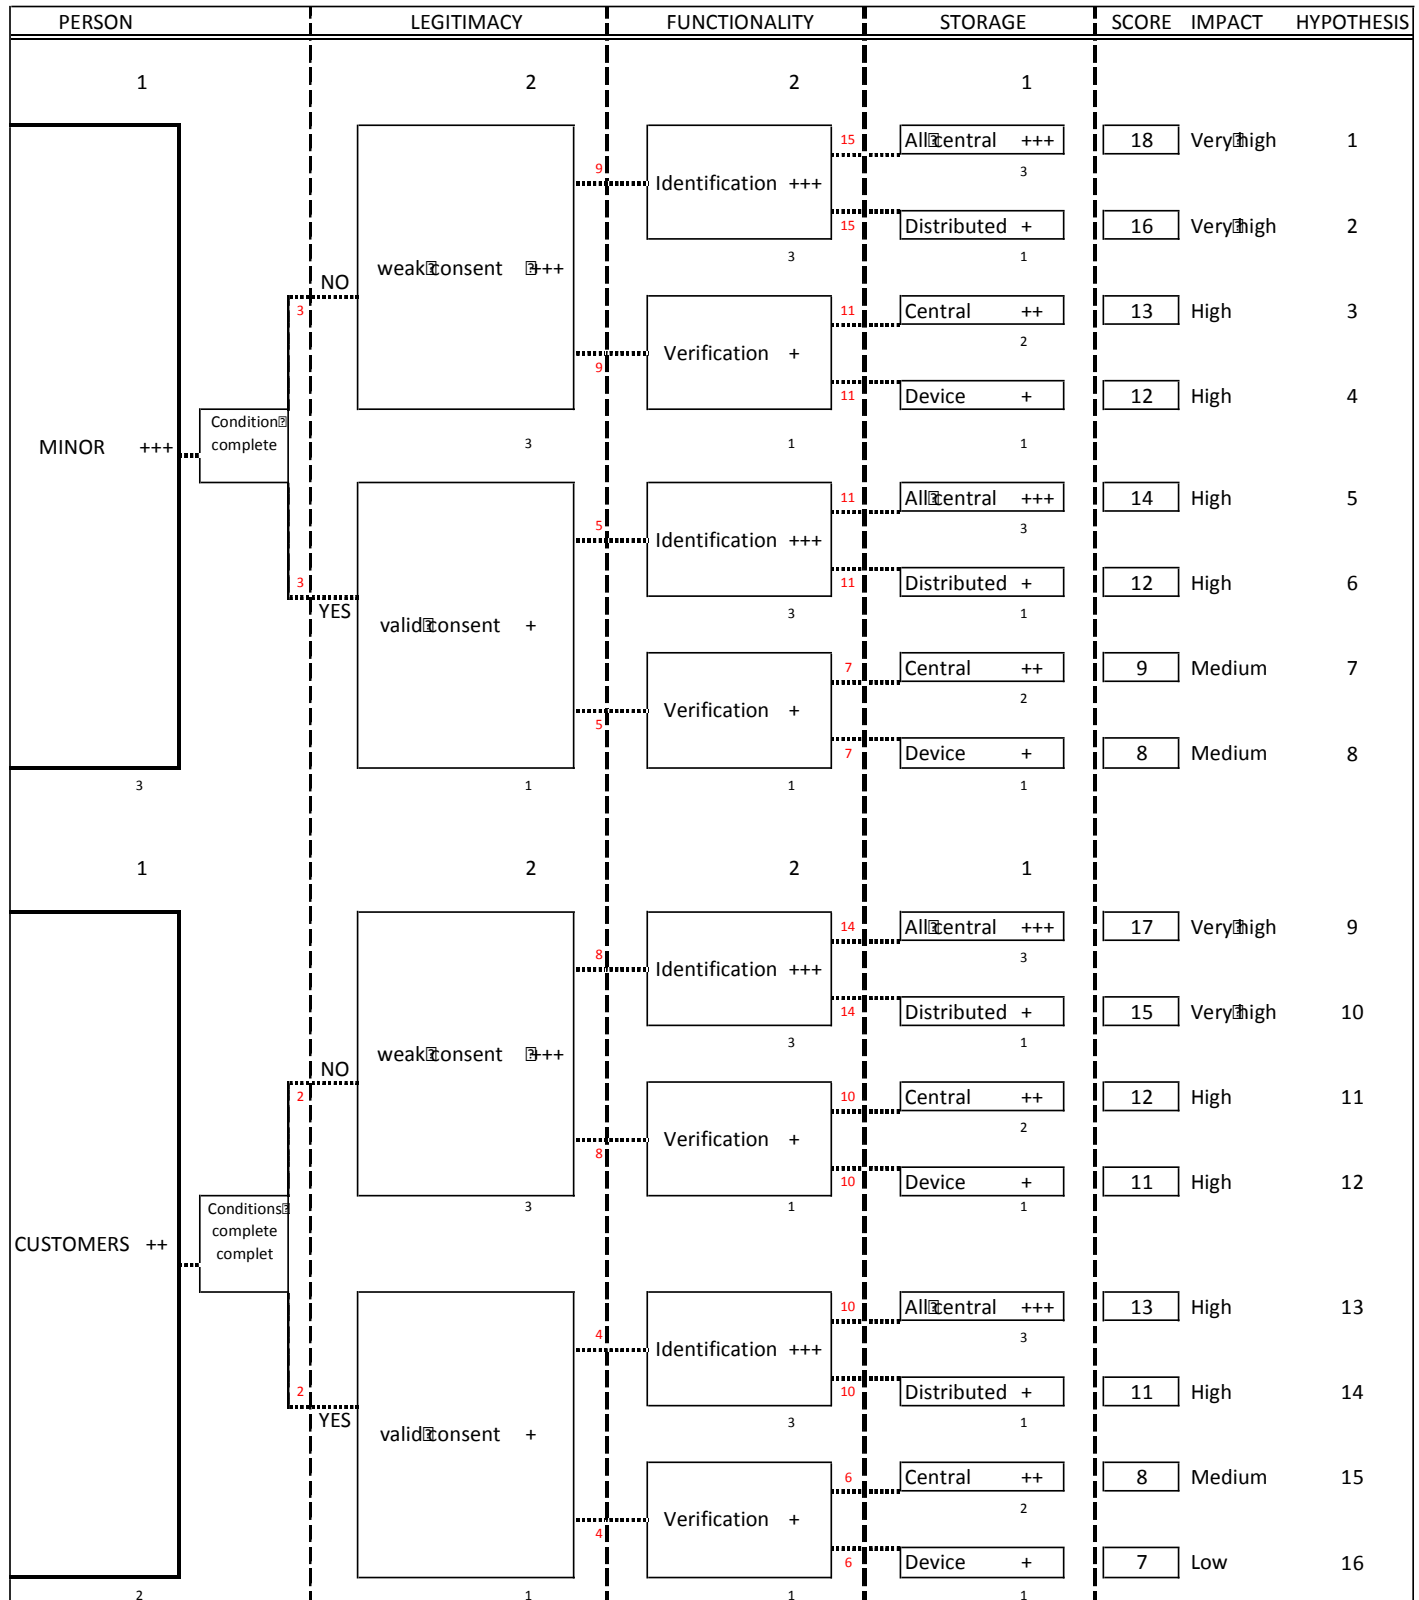 PERSON LEGITIMACY FUNCTIONALITY STORAGE SCORE IMPACT HYPOTHESIS
1 2 2 1
15 All central +++ 18 Very high 1
9 3
Identification +++
15 Distributed + 16 Very high 2
3 1
weak consent +++
NO
3 11 Central ++ 13 High 3
2
Verification +
9
11 Device + 12 High 4
Condition
complete
MINOR +++ 3 1 1
11 All central +++ 14 High 5
5 3
Identification +++
3 11 Distributed + 12 High 6
YES 3 1
valid consent +
7 Central ++ 9 Medium 7
2
Verification +
5
7 Device + 8 Medium 8
3 1 1 1
1 2 2 1
14 All central +++ 17 Very high 9
8 3
Identification +++
14 Distributed + 15 Very high 10
3 1
weak consent +++
NO
2 10 Central ++ 12 High 11
2
Verification +
8
10 Device + 11 High 12
3 1 1
Conditions
complete
complet
CUSTOMERS ++
10 All central +++ 13 High 13
4 3
Identification +++
2 10 Distributed + 11 High 14
YES 3 1
valid consent +
6 Central ++ 8 Medium 15
2
Verification +
4
6 Device + 7 Low 16
2 1 1 1